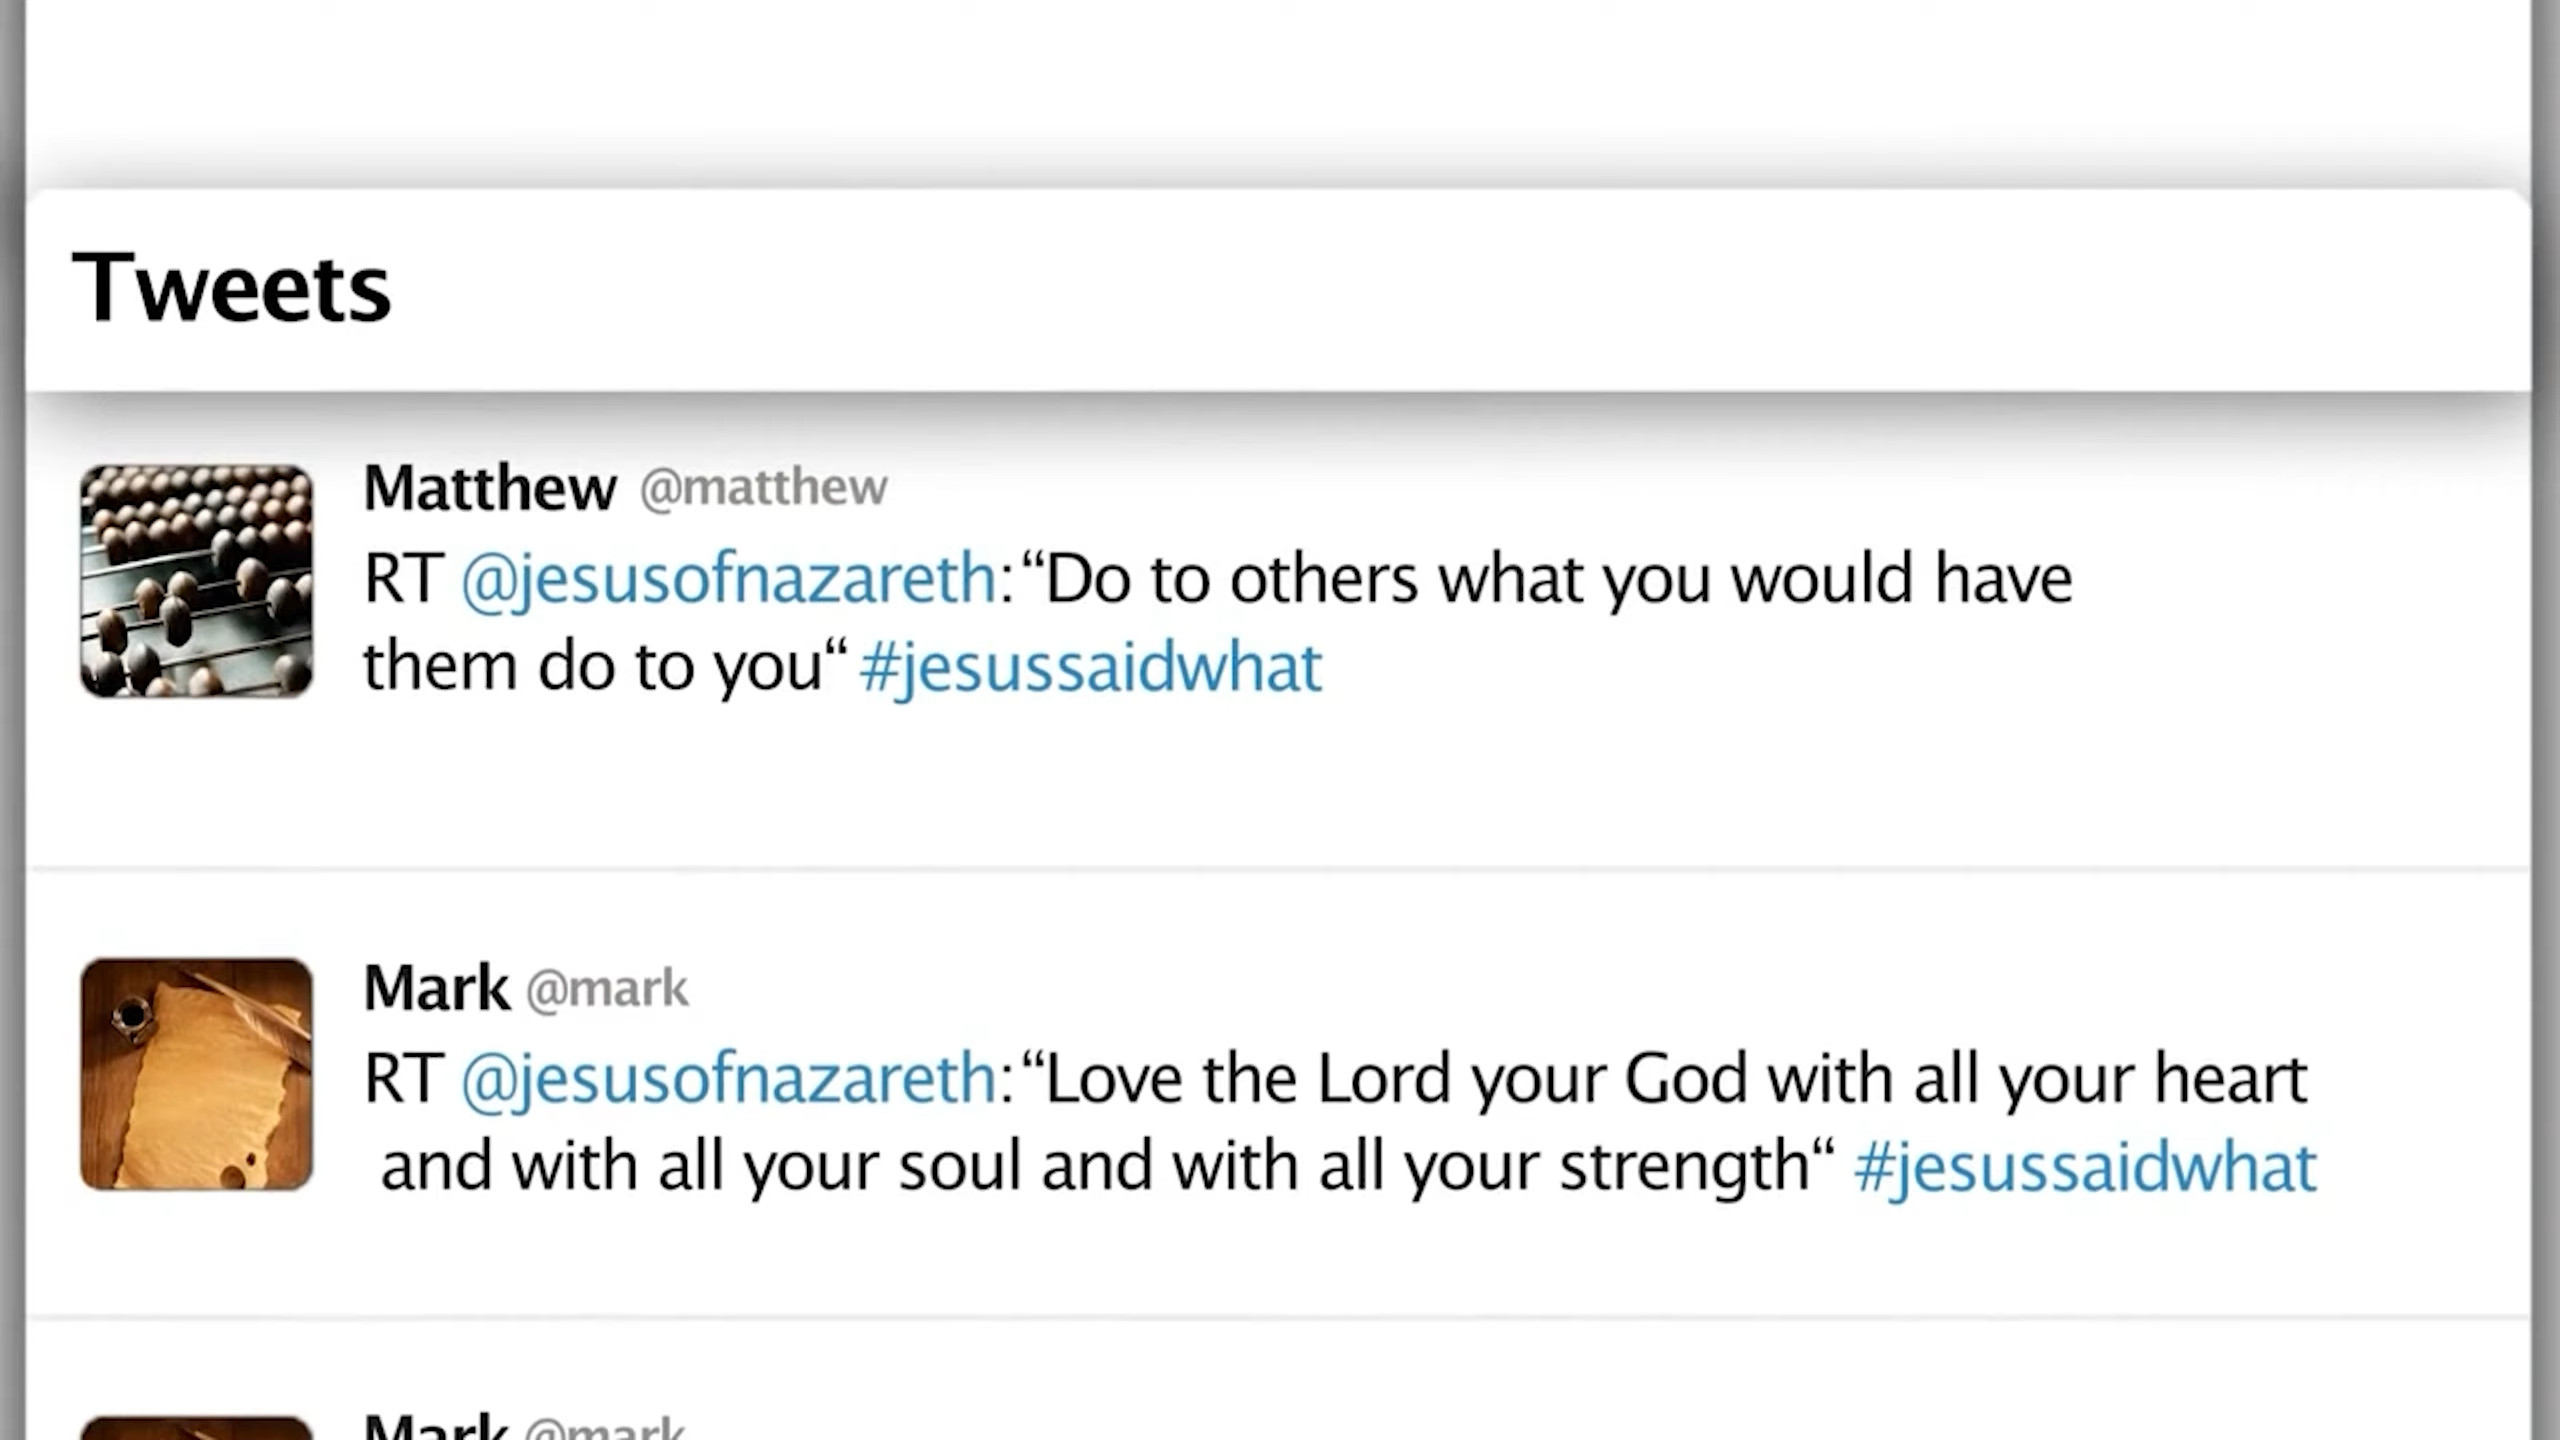 Tweets
Matthew @matthew
RT @jesusofnazareth:“Do to others what you would have
them do to you“ #jesussaidwhat
Mark @mark
RT @jesusofnazareth:“Love the Lord your God with all your heart
and with all your soul and with all your strength“ #jesussaidwhat
Mark @mark